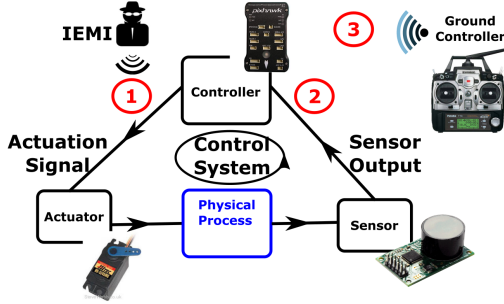 pixhawk
IEMI
3
Ground
Controller
1
Controller
2
Actuation
Signal
Control
System
Sensor
Output
Actuator
Physical
Process
Sensor